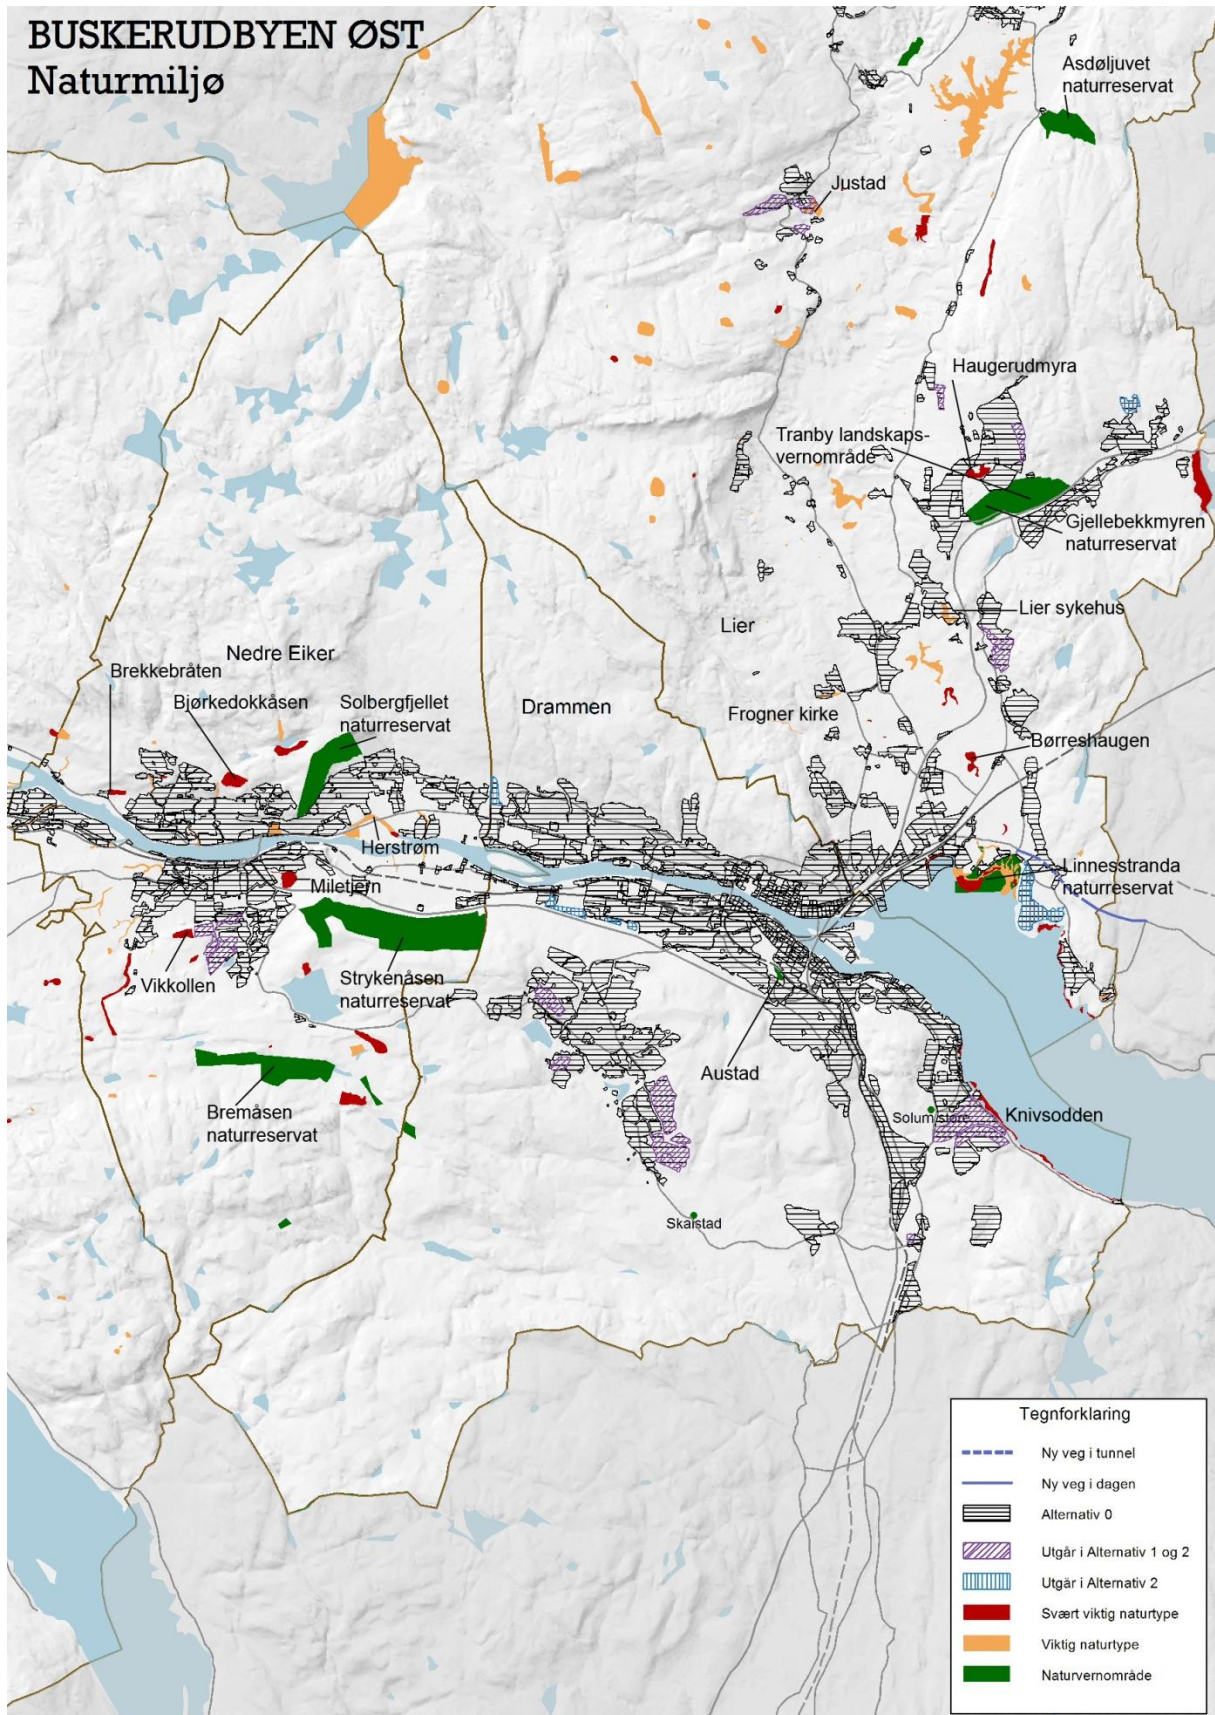 BUSKERUDBYEN ØST
Naturmiljø
Asdøljuvet
naturreservat
Justad
Haugerudmyra
Tranby landskaps-
vernområde
Gjellebekkmyren
naturreservat
Lier sykehus
Lier
Nedre Eiker
Brekkebråten
Bjørkedokkåsen
Solbergfjellet
naturreservat
Drammen
Frogner kirke
Børreshaugen
Herstrøm
Linnesstranda
naturreservat
Miletjern
Vikkollen
Strykenåsen
naturreservat
Austad
Bremåsen
naturreservat
Solum store
Knivsodden
Skalstad
Tegnforklaring
Ny veg i tunnel
Ny veg i dagen
Alternativ 0
Utgår i Alternativ 1 og 2
Utgår i Alternativ 2
Svært viktig naturtype
Viktig naturtype
Naturvernområde